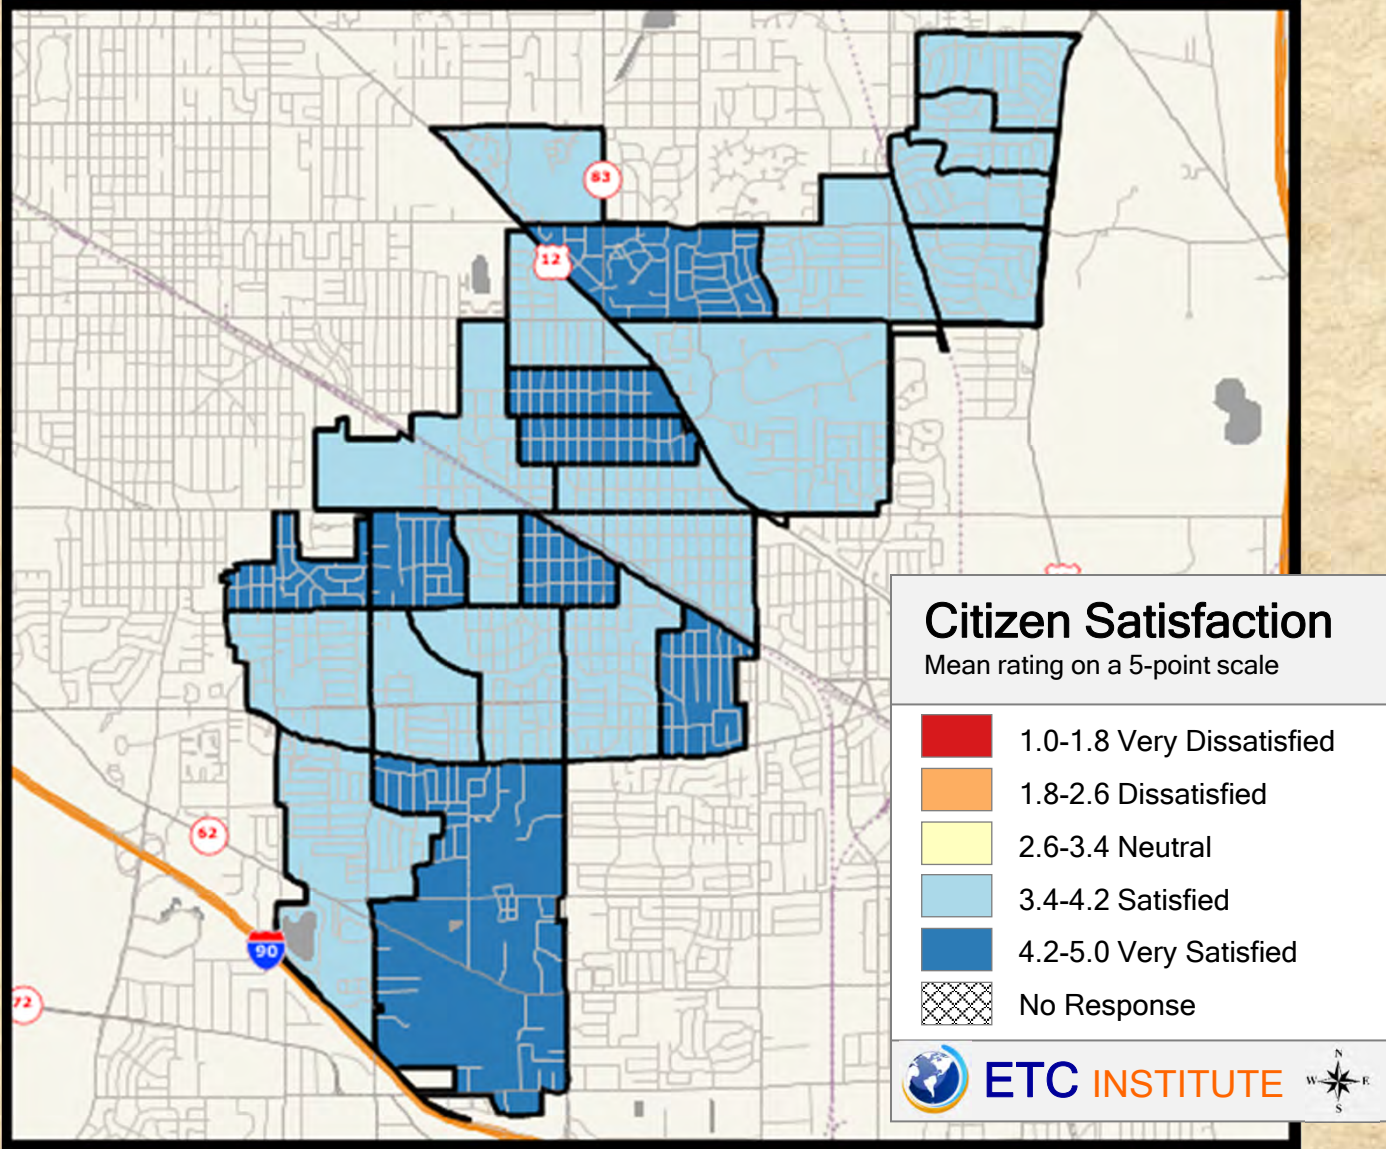 83
12
62
90
72
Citizen Satisfaction
Mean rating on a 5-point scale
1.0-1.8 Very Dissatisfied
1.8-2.6 Dissatisfied
2.6-3.4 Neutral
3.4-4.2 Satisfied
4.2-5.0 Very Satisfied
No Response
ETC INSTITUTE
N
W E
S